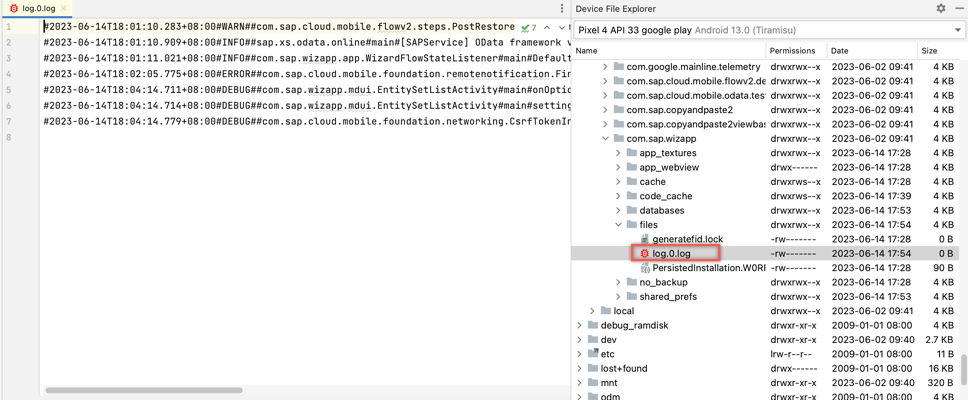 log.0.log
1 #2023-06-14T18:01:10.283+08:00#WARN##com.sap.cloud.mobile.flowv2.steps.PostRestore 7
2 #2023-06-14T18:01:10.909+08:00#INFO##sap.xs.odata.online#main#[SAPService] OData framework v
3 #2023-06-14T18:01:11.021+08:00#INFO##com.sap.wizapp.app.WizardFlowStateListener#main#Default
4 #2023-06-14T18:02:05.775+08:00#ERROR##com.sap.cloud.mobile.foundation.remotenotification.Fin
5 #2023-06-14T18:04:14.711+08:00#DEBUG##com.sap.wizapp.mdui.EntitySetListActivity#main#onOptio
6 #2023-06-14T18:04:14.714+08:00#DEBUG##com.sap.wizapp.mdui.EntitySetListActivity#main#setting
7 #2023-06-14T18:04:14.779+08:00#DEBUG##com.sap.cloud.mobile.foundation.networking.CsrfTokenIn
8
Device File Explorer
Pixel 4 API 33 google play Android 13.0 (Tiramisu)
Name Permissions Date Size
com.google.mainline.telemetry drwxrwx--x 2023-06-02 09:41 4 KB
com.sap.cloud.mobile.flowv2.de drwxrwx--x 2023-06-02 09:41 4 KB
com.sap.cloud.mobile.odata.test drwxrwx--x 2023-06-02 09:41 4 KB
com.sap.copyandpaste2 drwxrwx--x 2023-06-02 09:41 4 KB
com.sap.copyandpaste2viewbas drwxrwx--x 2023-06-02 09:41 4 KB
com.sap.wizapp drwxrwx--x 2023-06-02 09:41 4 KB
app_textures drwxrwx--x 2023-06-14 17:28 4 KB
app_webview drwx------ 2023-06-14 17:28 4 KB
cache drwxrws--x 2023-06-14 17:28 4 KB
code_cache drwxrws--x 2023-06-14 17:39 4 KB
databases drwxrwx--x 2023-06-14 17:53 4 KB
files drwxrwx--x 2023-06-14 17:54 4 KB
generatefid.lock -rw------- 2023-06-14 17:28 0 B
log.0.log -rw------- 2023-06-14 17:54 0 B
PersistedInstallation.W0RF -rw------- 2023-06-14 17:28 90 B
no_backup drwxrwx--x 2023-06-14 17:28 4 KB
shared_prefs drwxrwx--x 2023-06-14 17:53 4 KB
local drwxrwx--x 2023-06-02 09:41 4 KB
debug_ramdisk drwxr-xr-x 2009-01-01 08:00 4 KB
dev drwxr-xr-x 2023-06-02 09:40 2.7 KB
etc lrw-r--r-- 2009-01-01 08:00 11 B
lost+found drwx------ 2009-01-01 08:00 16 KB
mnt drwxr-xr-x 2023-06-02 09:40 320 B
odm drwxr-xr-x 2009-01-01 08:00 4 KB